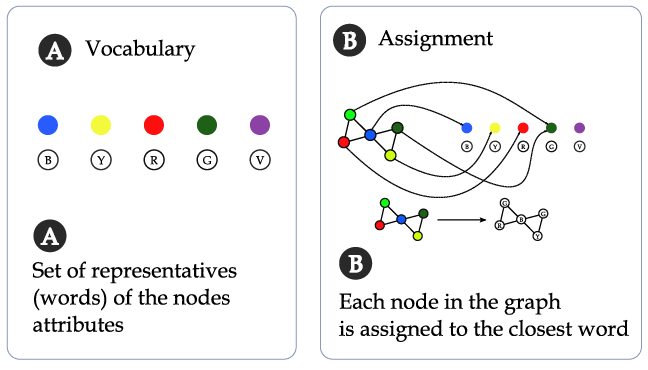 A Vocabulary
B Y R G V
A
Set of representatives
(words) of the nodes
attributes
B Assignment
B Y R G V
G G
R B
Y
B
Each node in the graph
is assigned to the closest word